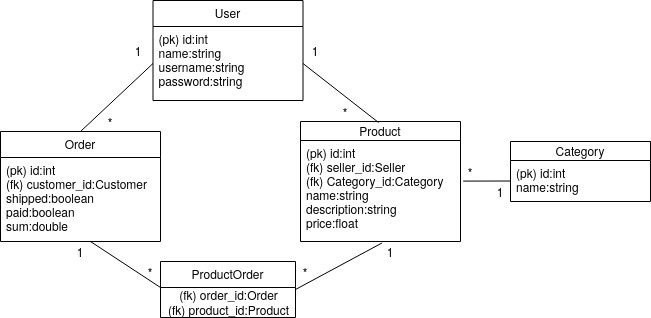 User
(pk) id:int
name:string
username:string
password:string
1
1
*
*
Order
(pk) id:int
(fk) customer_id:Customer
shipped:boolean
paid:boolean
sum:double
Product
(pk) id:int
(fk) seller_id:Seller
(fk) Category_id:Category
name:string
description:string
price:float
*
1
Category
(pk) id:int
name:string
1
*
*
1
ProductOrder
(fk) order_id:Order
(fk) product_id:Product